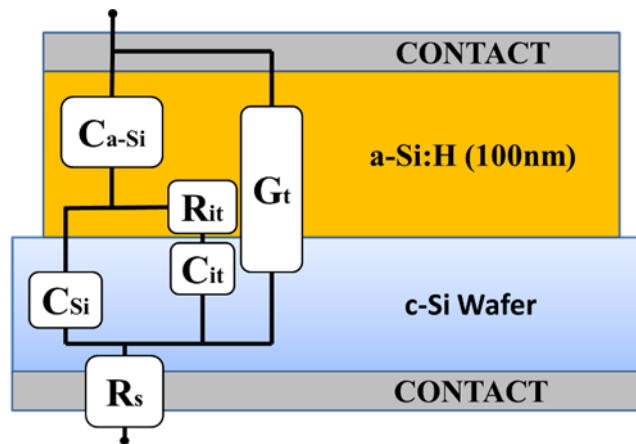 CONTACT
Ca-Si
a-Si:H (100nm)
Rit
Gt
Cit
CSi
c-Si Wafer
Rs
CONTACT